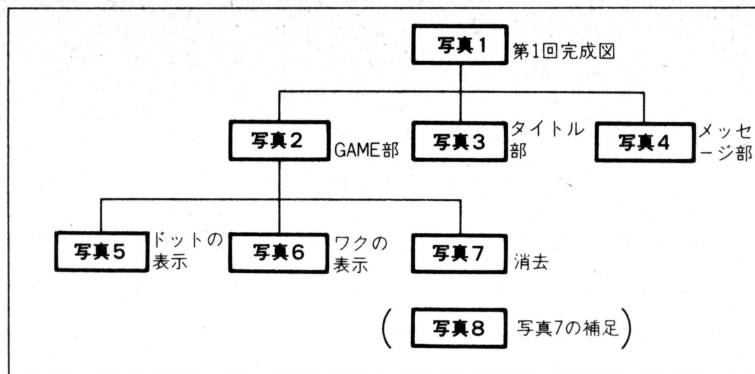 写真1 第1回完成図
写真2 GAME部
写真3 タイトル
部
写真4 メッセ
ージ部
写真5 ドットの
表示
写真6 ワクの
表示
写真7 消去
(写真8 写真7の補足)